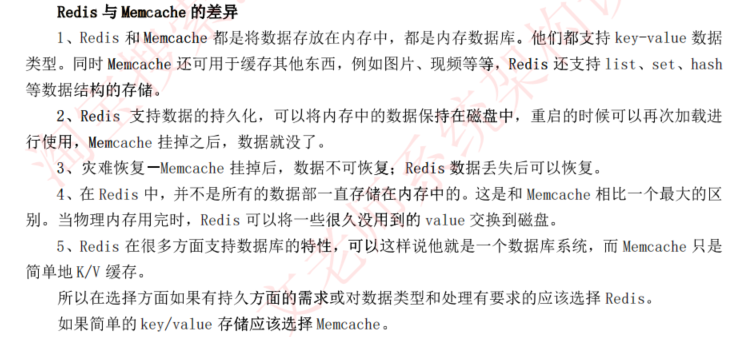 Redis 与 Memcache 的差异
1、Redis 和 Memcache 都是将数据存放在内存中，都是内存数据库。他们都支持 key-value 数据
类型。同时 Memcache 还可用于缓存其他东西，例如图片、现频等等，Redis 还支持 list、set、hash
等数据结构的存储。
2、Redis 支持数据的持久化，可以将内存中的数据保持在磁盘中，重启的时候可以再次加载进
行使用，Memcache 挂掉之后，数据就没了。
3、灾难恢复—Memcache 挂掉后，数据不可恢复；Redis 数据丢失后可以恢复。
4、在 Redis 中，并不是所有的数据部一直存储在内存中的。这是和 Memcache 相比一个最大的区
别。当物理内存用完时，Redis 可以将一些很久没用到的 value 交换到磁盘。
5、Redis 在很多方面支持数据库的特性，可以这样说他就是一个数据库系统，而 Memcache 只是
简单地 K/V 缓存。
所以在选择方面如果有持久方面的需求或对数据类型和处理有要求的应该选择 Redis。
如果简单的 key/value 存储应该选择 Memcache。